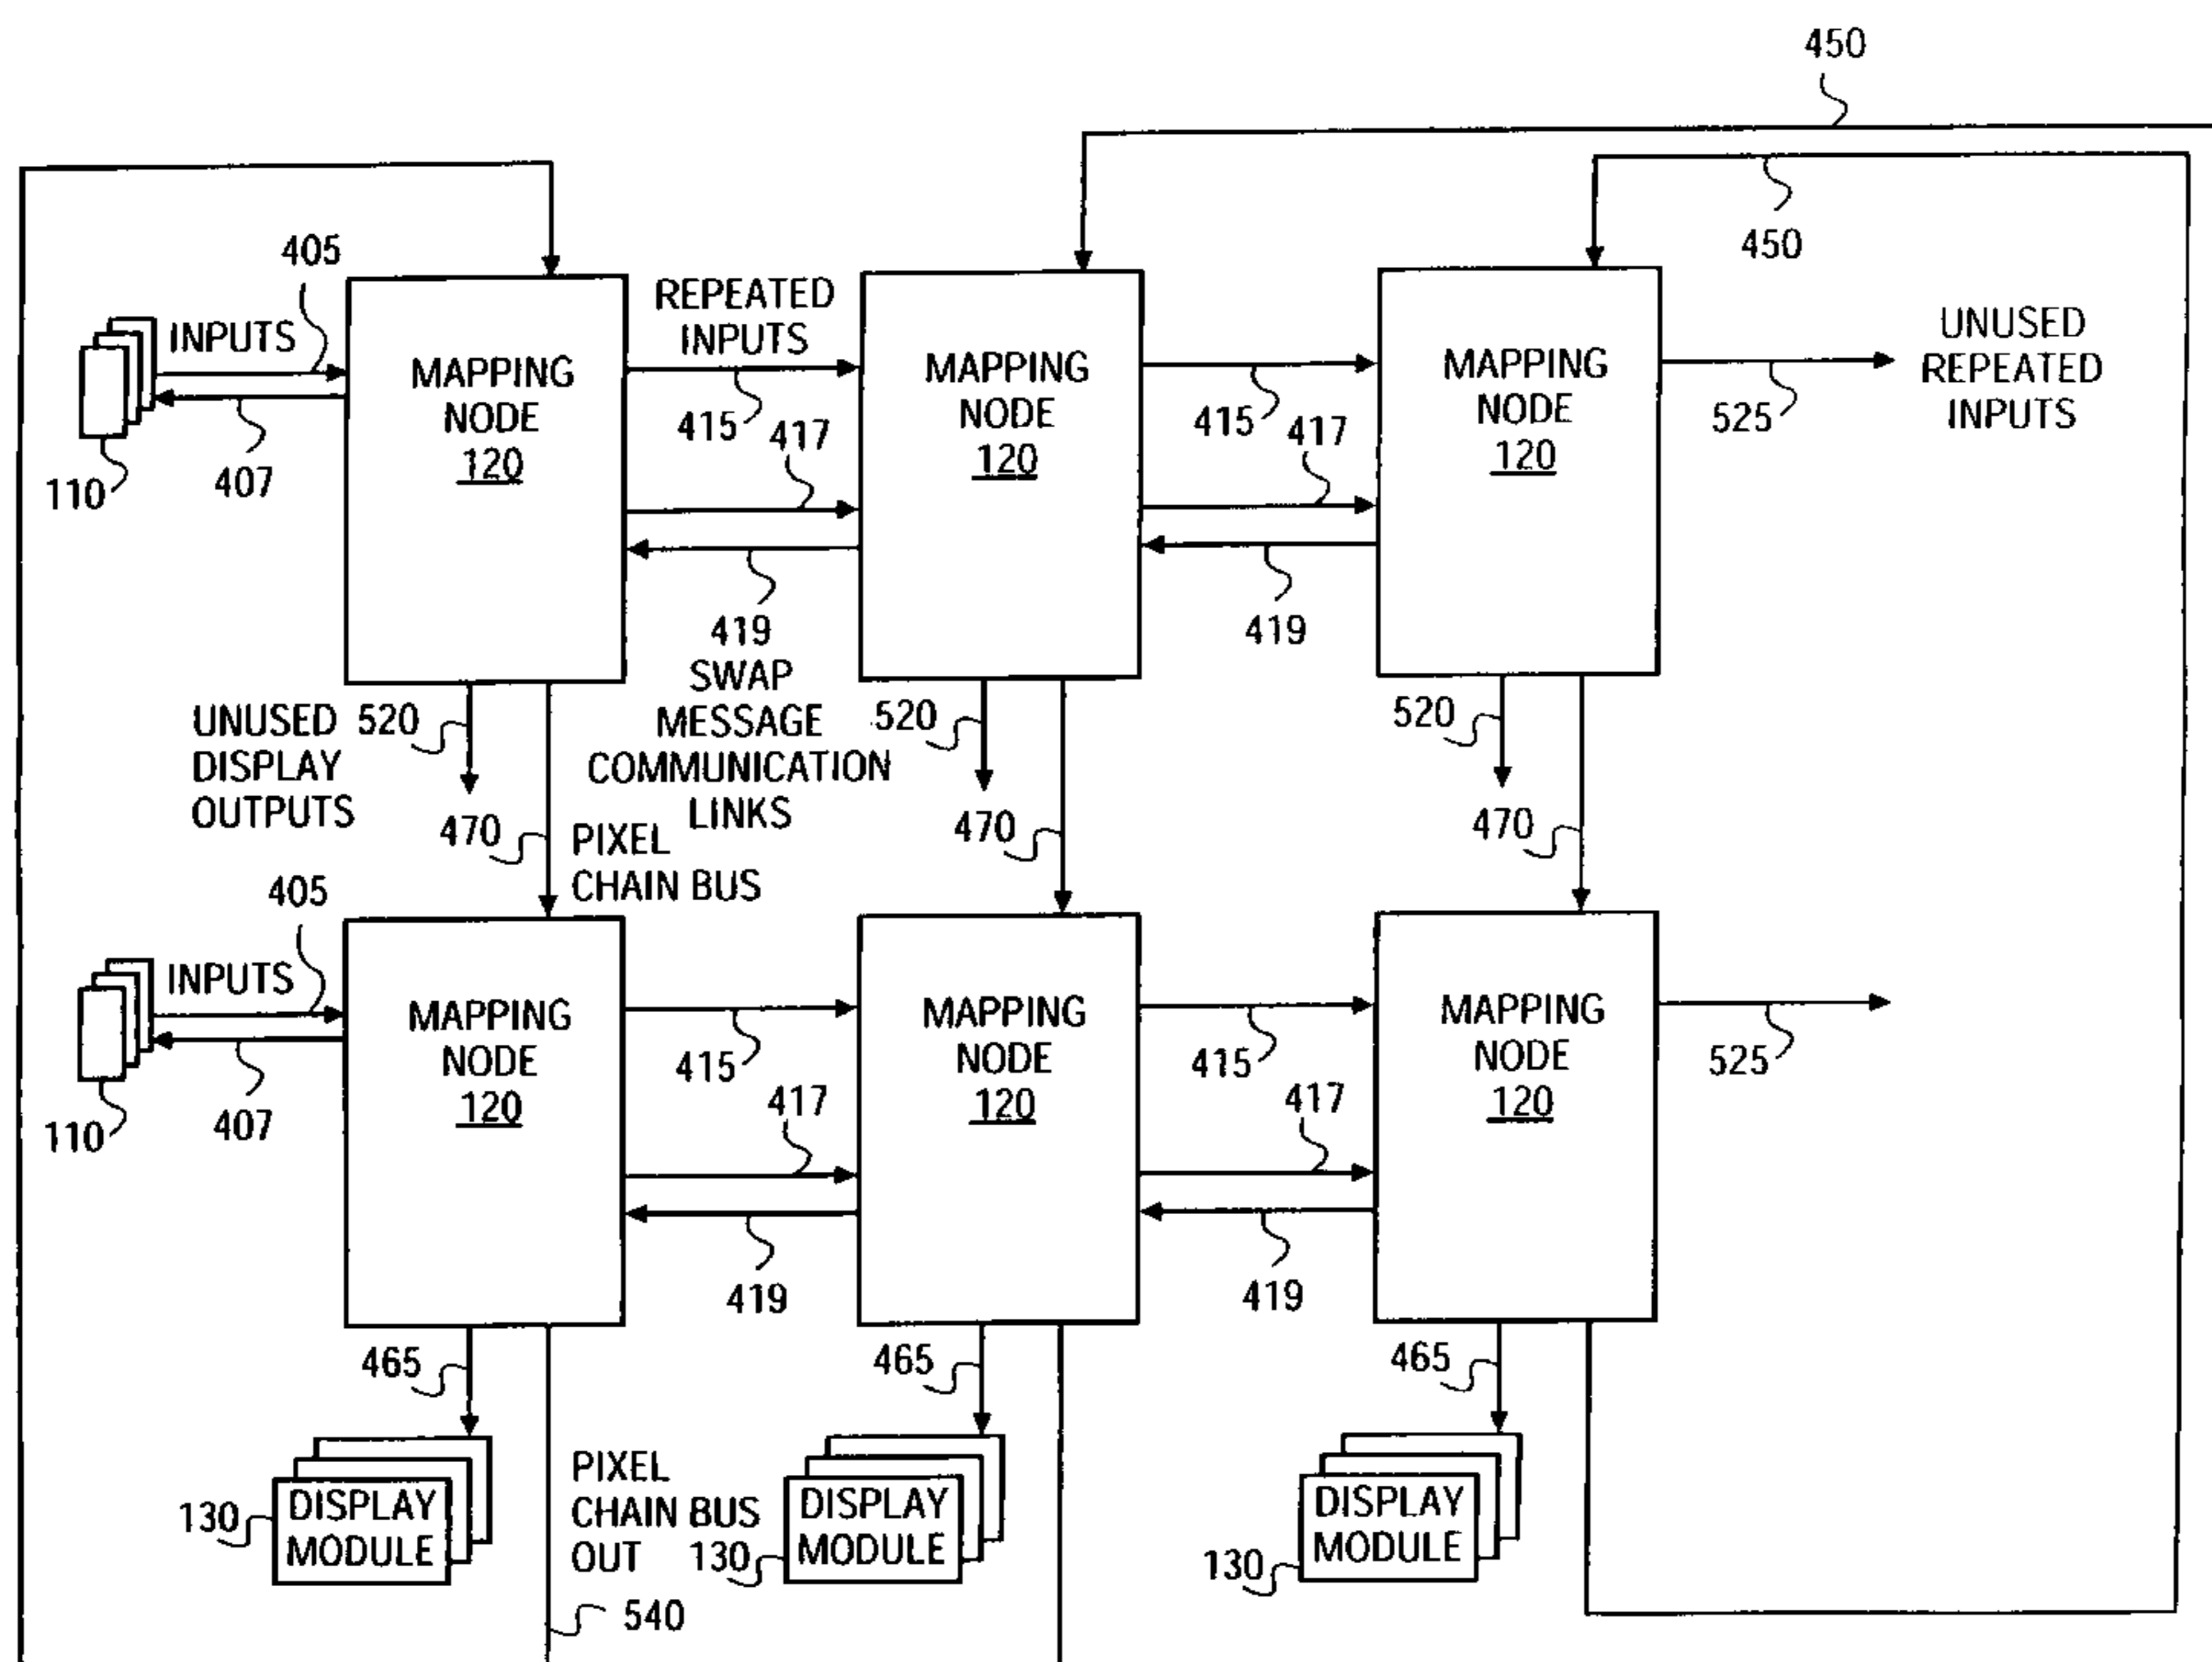 450
450
405
INPUTS
407
110
MAPPING
NODE
120
REPEATED
INPUTS
415
417
419
SWAP
MESSAGE
COMMUNICATION
LINKS
MAPPING
NODE
120
415
417
419
MAPPING
NODE
120
525
UNUSED
REPEATED
INPUTS
UNUSED
DISPLAY
OUTPUTS
520
470
PIXEL
CHAIN BUS
520
470
520
470
405
INPUTS
407
110
MAPPING
NODE
120
415
417
419
MAPPING
NODE
120
415
417
419
MAPPING
NODE
120
525
465
465
465
130
DISPLAY
MODULE
PIXEL
CHAIN BUS
OUT
540
130
DISPLAY
MODULE
130
DISPLAY
MODULE